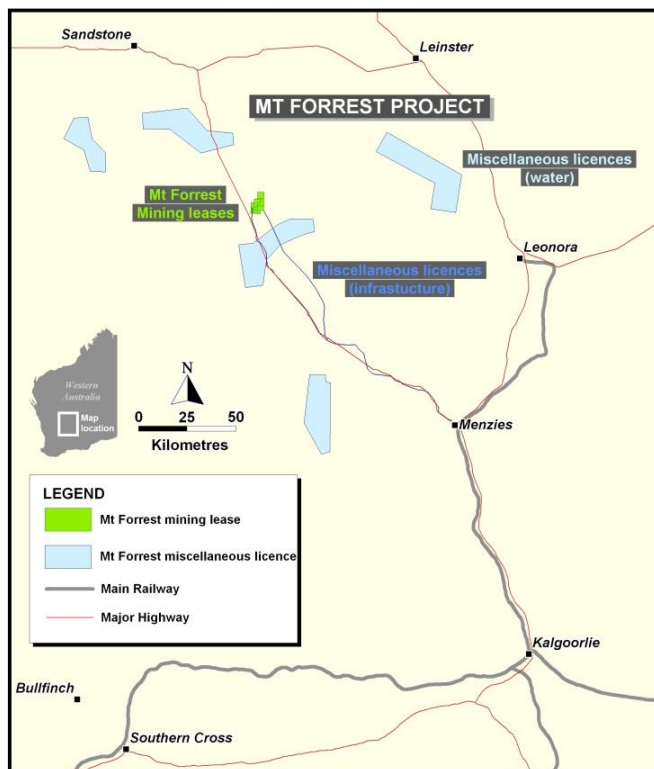 Sandstone
Leinster
MT FORREST PROJECT
Miscellaneous licences
(water)
Mt Forrest
Mining leases
Leonora
Miscellaneous licences
(infrastucture)
Western
Australia
Map
location
N
0 25 50
Kilometres
Menzies
LEGEND
Mt Forrest mining lease
Mt Forrest miscellaneous licence
Main Railway
Major Highway
Kalgoorlie
Bullfinch
Southern Cross